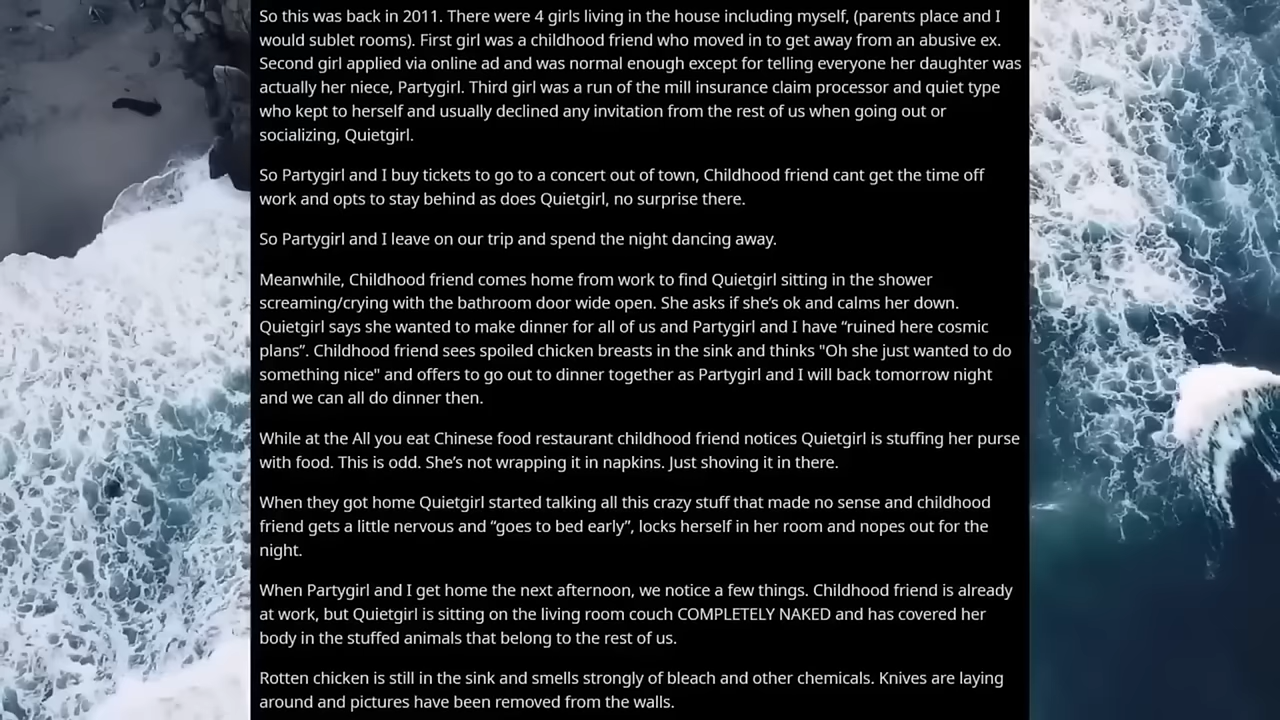 So this was back in 2011. There were 4 girls living in the house including myself, (parents place and I
would sublet rooms). First girl was a childhood friend who moved in to get away from an abusive ex.
Second girl applied via online ad and was normal enough except for telling everyone her daughter was
actually her niece, Partygirl. Third girl was a run of the mill insurance claim processor and quiet type
who kept to herself and usually declined any invitation from the rest of us when going out or
socializing, Quietgirl.
So Partygirl and I buy tickets to go to a concert out of town, Childhood friend cant get the time off
work and opts to stay behind as does Quietgirl, no surprise there.
So Partygirl and I leave on our trip and spend the night dancing away.
Meanwhile, Childhood friend comes home from work to find Quietgirl sitting in the shower
screaming/crying with the bathroom door wide open. She asks if she’s ok and calms her down.
Quietgirl says she wanted to make dinner for all of us and Partygirl and I have “ruined here cosmic
plans”. Childhood friend sees spoiled chicken breasts in the sink and thinks "Oh she just wanted to do
something nice" and offers to go out to dinner together as Partygirl and I will back tomorrow night
and we can all do dinner then.
While at the All you eat Chinese food restaurant childhood friend notices Quietgirl is stuffing her purse
with food. This is odd. She’s not wrapping it in napkins. Just shoving it in there.
When they got home Quietgirl started talking all this crazy stuff that made no sense and childhood
friend gets a little nervous and “goes to bed early”, locks herself in her room and nopes out for the
night.
When Partygirl and I get home the next afternoon, we notice a few things. Childhood friend is already
at work, but Quietgirl is sitting on the living room couch COMPLETELY NAKED and has covered her
body in the stuffed animals that belong to the rest of us.
Rotten chicken is still in the sink and smells strongly of bleach and other chemicals. Knives are laying
around and pictures have been removed from the walls.